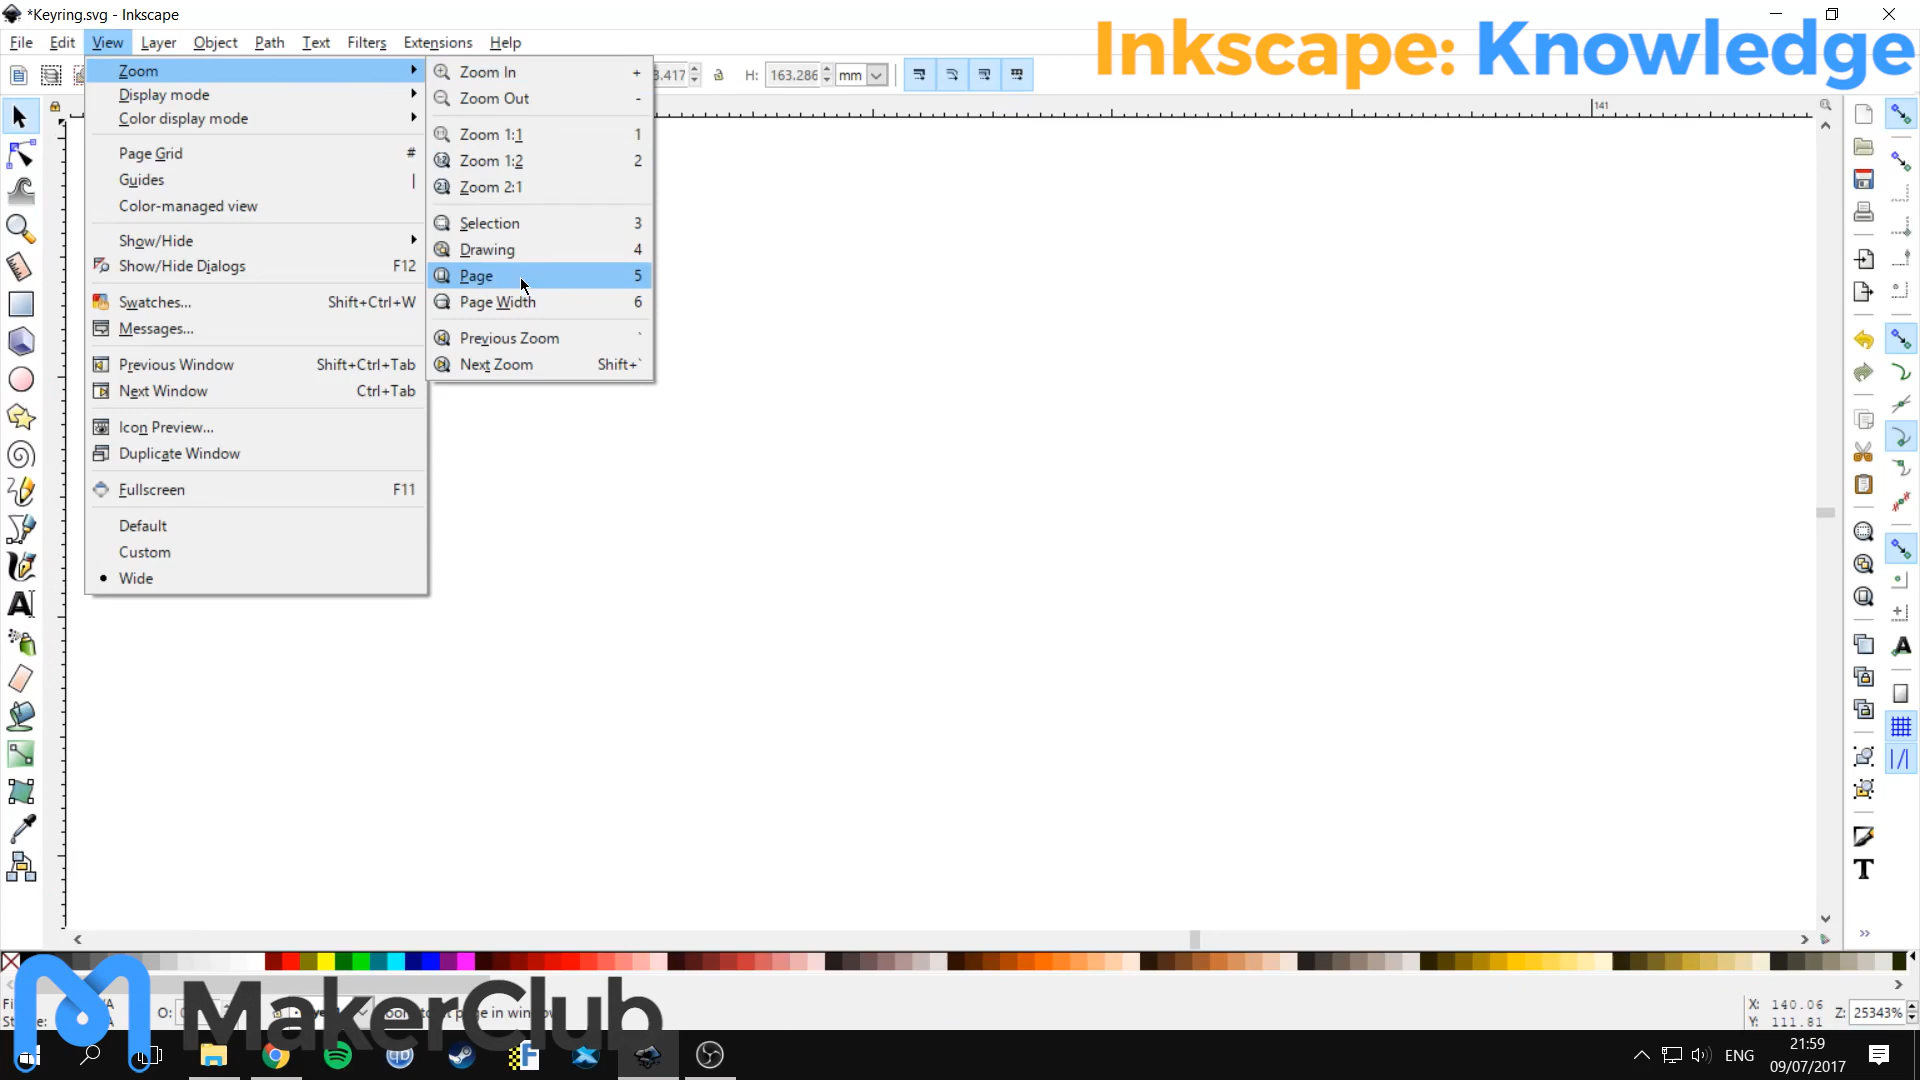 *Keyring.svg - Inkscape
File Edit View Layer Object Path Text Filters Extensions Help
Inkscape: Knowledge
3.417 H: 163.286 mm
141
Zoom
Display mode
Color display mode
Page Grid #
Guides |
Color-managed view
Show/Hide
Show/Hide Dialogs F12
Swatches... Shift+Ctrl+W
Messages...
Previous Window Shift+Ctrl+Tab
Next Window Ctrl+Tab
Icon Preview...
Duplicate Window
Fullscreen F11
Default
Custom
Wide
Zoom In +
Zoom Out -
Zoom 1:1 1
Zoom 1:2 2
Zoom 2:1
Selection 3
Drawing 4
Page 5
Page Width 6
Previous Zoom `
Next Zoom Shift+`
MakerClub
O:
page in window
X: 140.06
Y: 111.81
Z: 25343%
ENG
21:59
09/07/2017